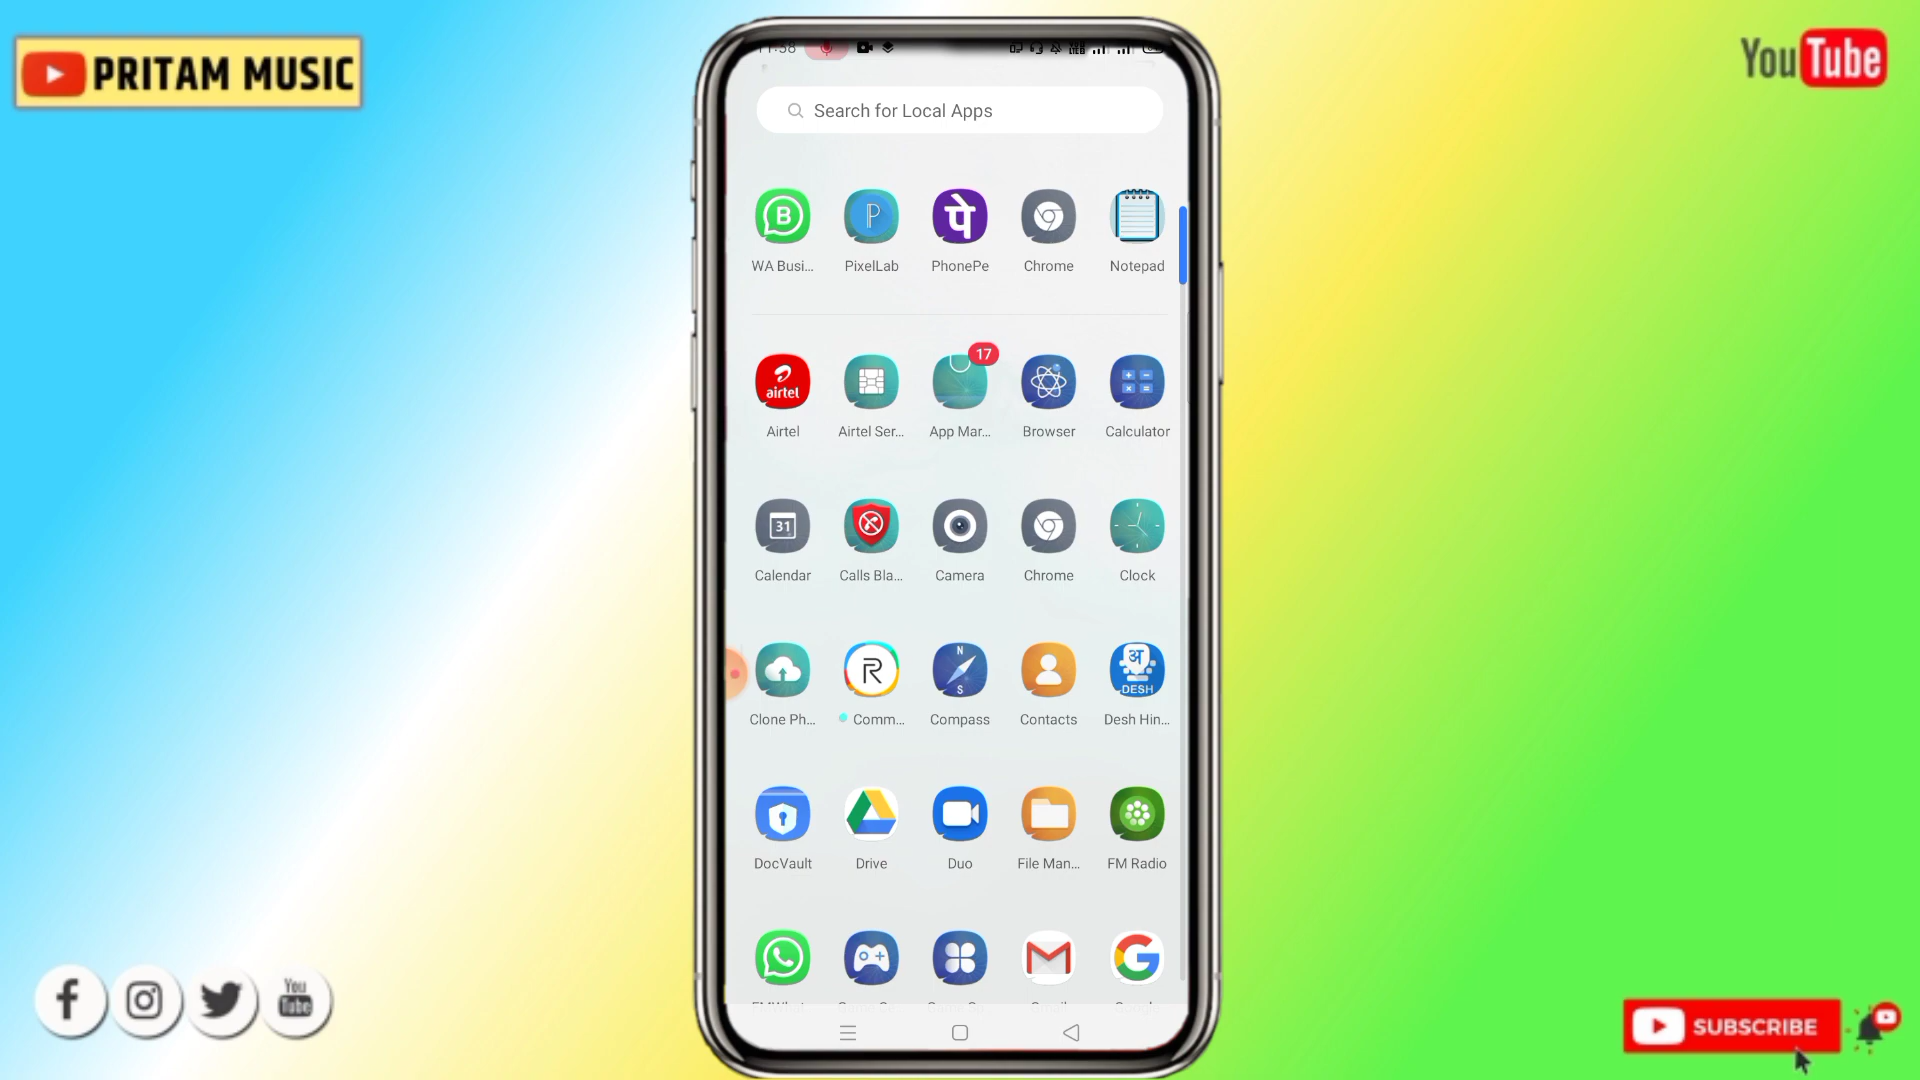 PRITAM MUSIC
YouTube
Search for Local Apps
B
P
पे
WA Busi...
PixelLab
PhonePe
Chrome
Notepad
17
airtel
Airtel
Airtel Ser...
App Mar...
Browser
Calculator
31
Calendar
Calls Bla...
Camera
Chrome
Clock
R
N
S
अ
DESH
Clone Ph...
Comm...
Compass
Contacts
Desh Hin...
DocVault
Drive
Duo
File Man...
FM Radio
You
Tube
SUBSCRIBE